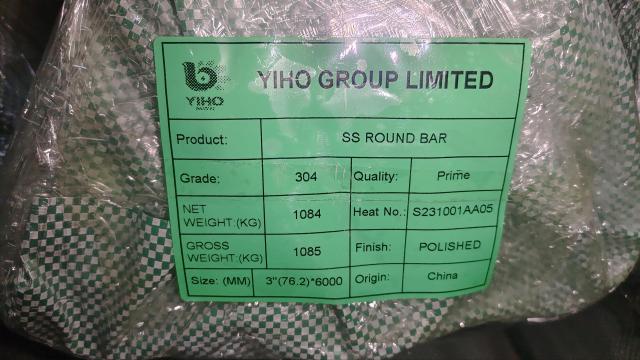 YIHO
YIHO GROUP LIMITED
Product: SS ROUND BAR
Grade: 304 Quality: Prime
NET WEIGHT:(KG) 1084 Heat No.: S231001AA05
GROSS WEIGHT:(KG) 1085 Finish: POLISHED
Size: (MM) 3"(76.2)*6000 Origin: China